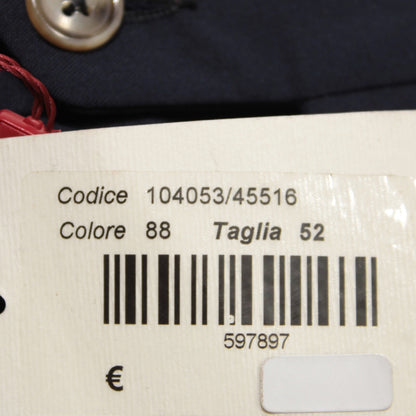 Codice 104053/45516
Colore 88 Taglia 52
597897
€